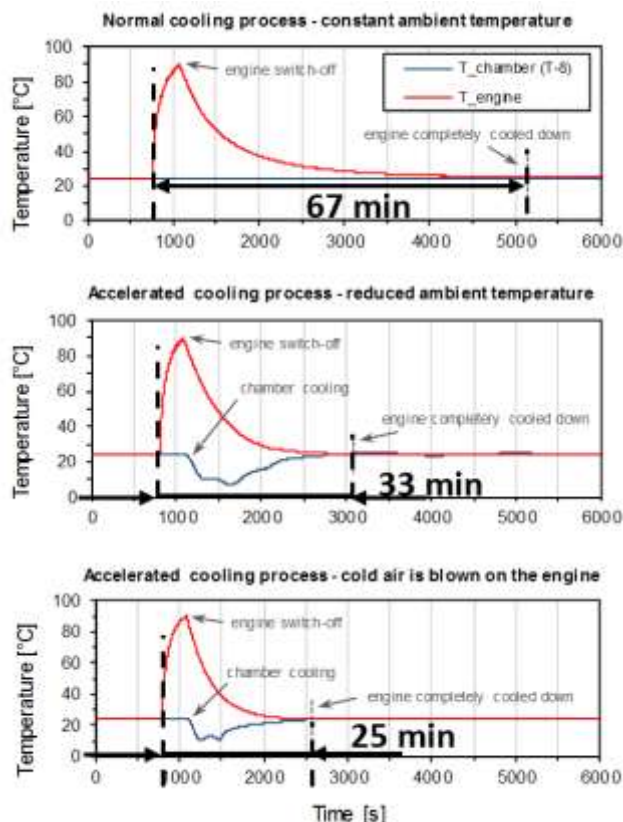 Normal cooling process - constant ambient temperature
Temperature [°C]
100
80
60
40
20
0
engine switch-off
T_chamber (T-8)
T_engine
engine completely cooled down
67 min
0 1000 2000 3000 4000 5000 6000
Accelerated cooling process - reduced ambient temperature
Temperature [°C]
100
80
60
40
20
0
engine switch-off
chamber cooling
engine completely cooled down
33 min
0 1000 2000 3000 4000 5000 6000
Accelerated cooling process - cold air is blown on the engine
Temperature [°C]
100
80
60
40
20
0
engine switch-off
chamber cooling
engine completely cooled down
25 min
0 1000 2000 3000 4000 5000 6000
Time [s]